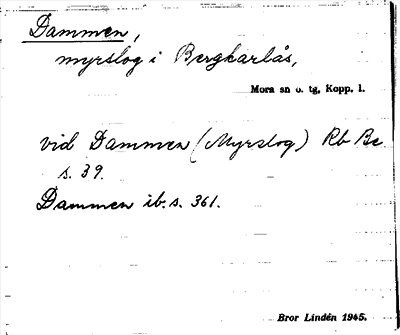 Dammen,
myrslog i Bergkarlås,
Mora sn o. tg, Kopp. l.
vid Dammen (Myrslog) Rb Be
s. 39.
Dammen ib. s. 361.
Bror Lindén 1945.